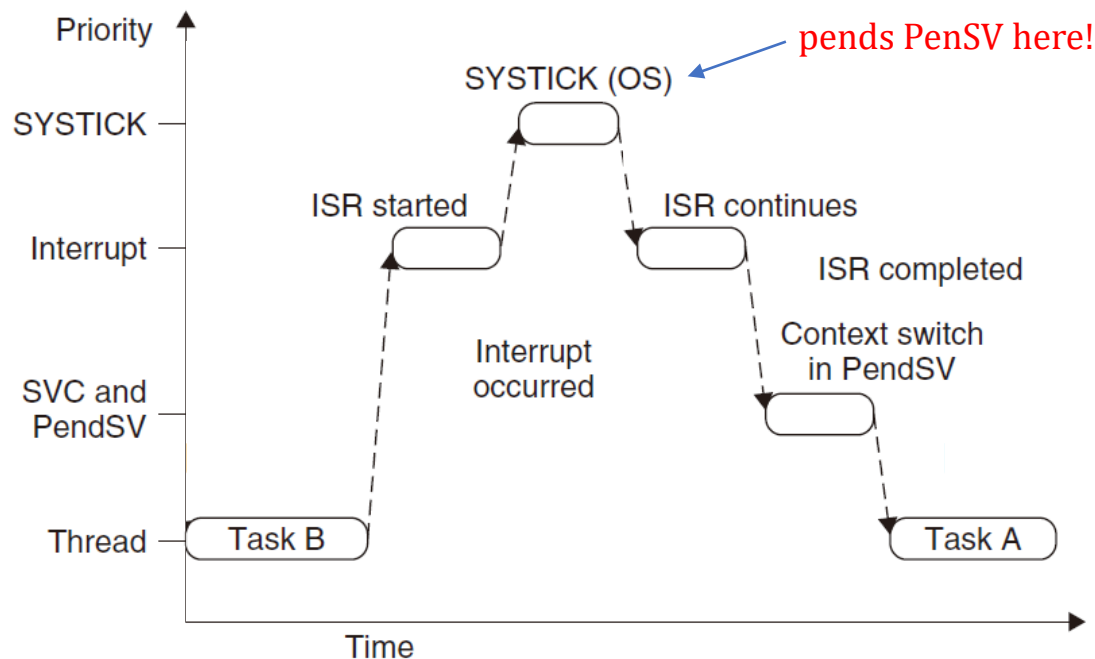 Priority
pends PenSV here!
SYSTICK (OS)
SYSTICK
ISR started
ISR continues
Interrupt
ISR completed
Interrupt
occurred
Context switch
in PendSV
SVC and
PendSV
Thread
Task B
Task A
Time